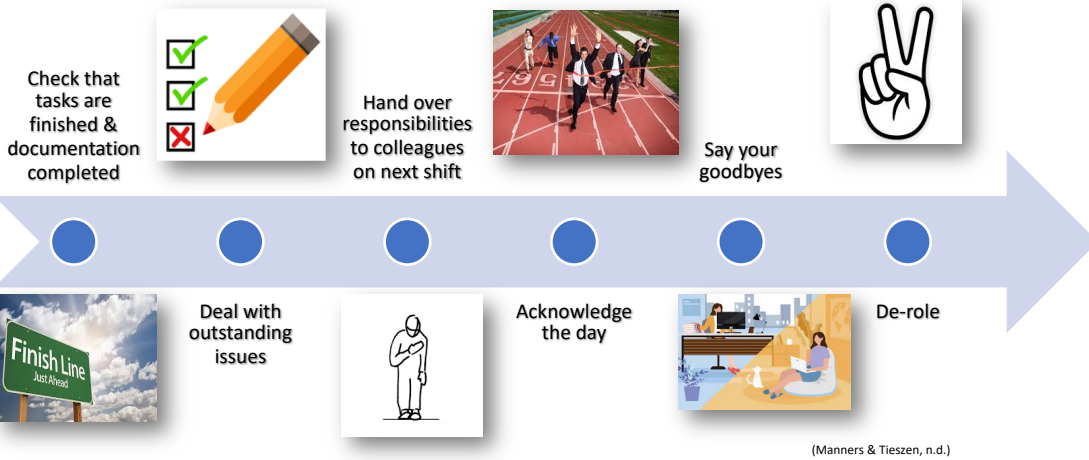 Check that
tasks are
finished &
documentation
completed
Hand over
responsibilities
to colleagues
on next shift
Say your
goodbyes
Finish Line
Just Ahead
Deal with
outstanding
issues
Acknowledge
the day
De-role
(Manners & Tieszen, n.d.)